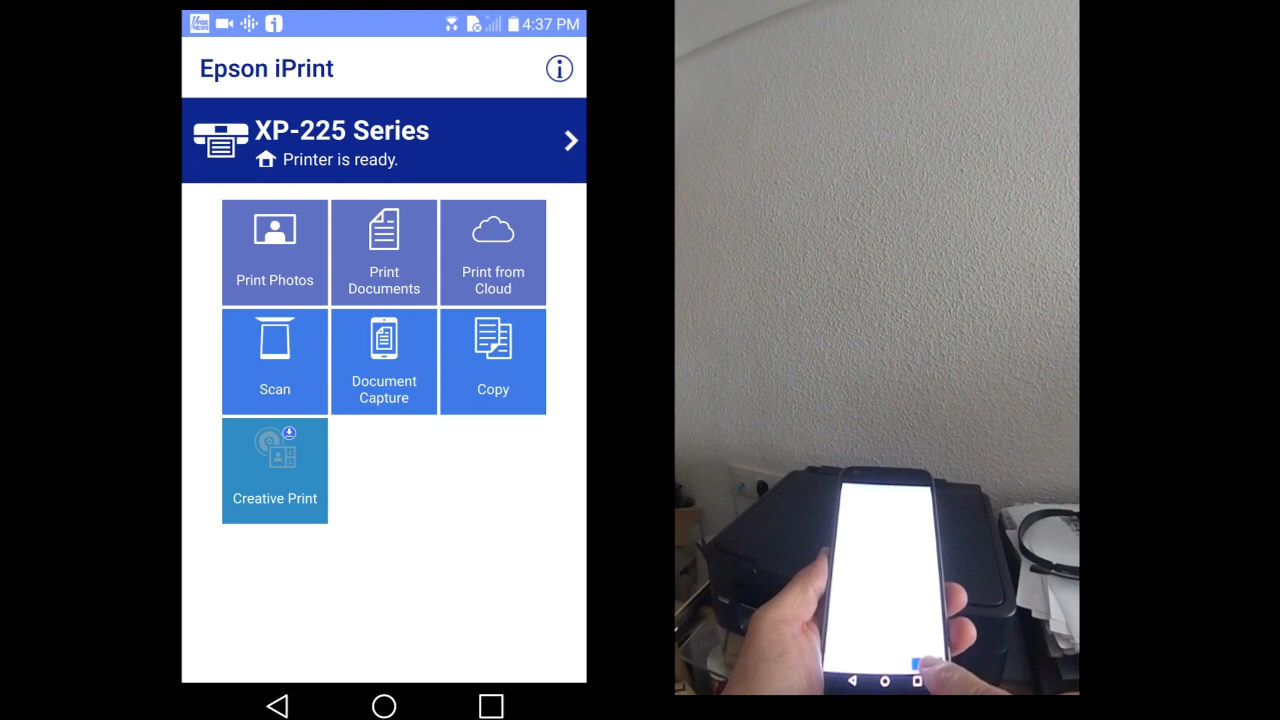 4:37 PM
Epson iPrint
XP-225 Series
Printer is ready.
Print Photos
Print
Documents
Print from
Cloud
Scan
Document
Capture
Copy
Creative Print